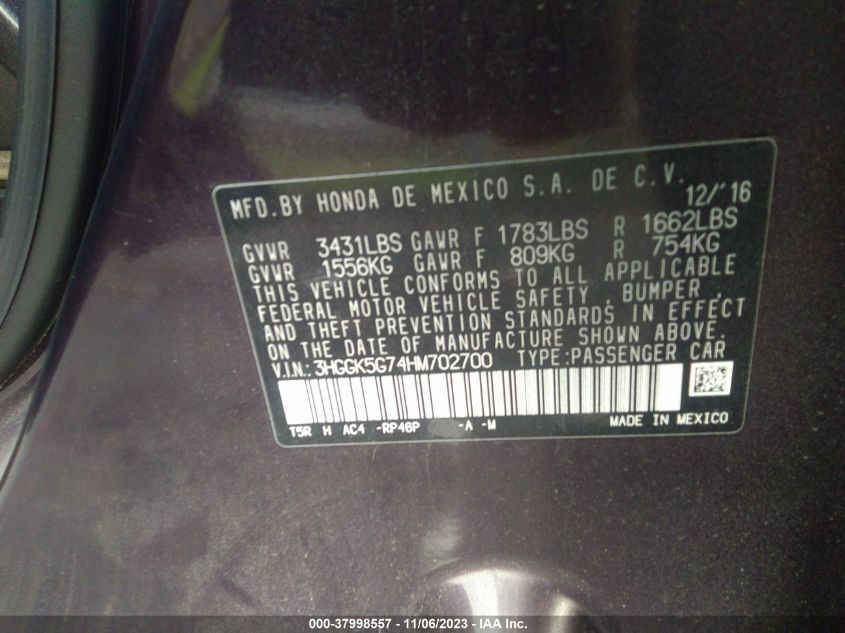 MFD.BY HONDA DE MEXICO S.A. DE C.V. 12/'16
GVWR 3431LBS GAWR F 1783LBS R 1662LBS
GVWR 1556KG GAWR F 809KG R 754KG
THIS VEHICLE CONFORMS TO ALL APPLICABLE
FEDERAL MOTOR VEHICLE SAFETY, BUMPER,
AND THEFT PREVENTION STANDARDS IN EFFECT
ON THE DATE OF MANUFACTURE SHOWN ABOVE.
V.I.N.:3HGGK5G74HM702700 TYPE:PASSENGER CAR
T5R H AC4 -RP46P -A -M MADE IN MEXICO
000-37998557 - 11/06/2023 - IAA Inc.